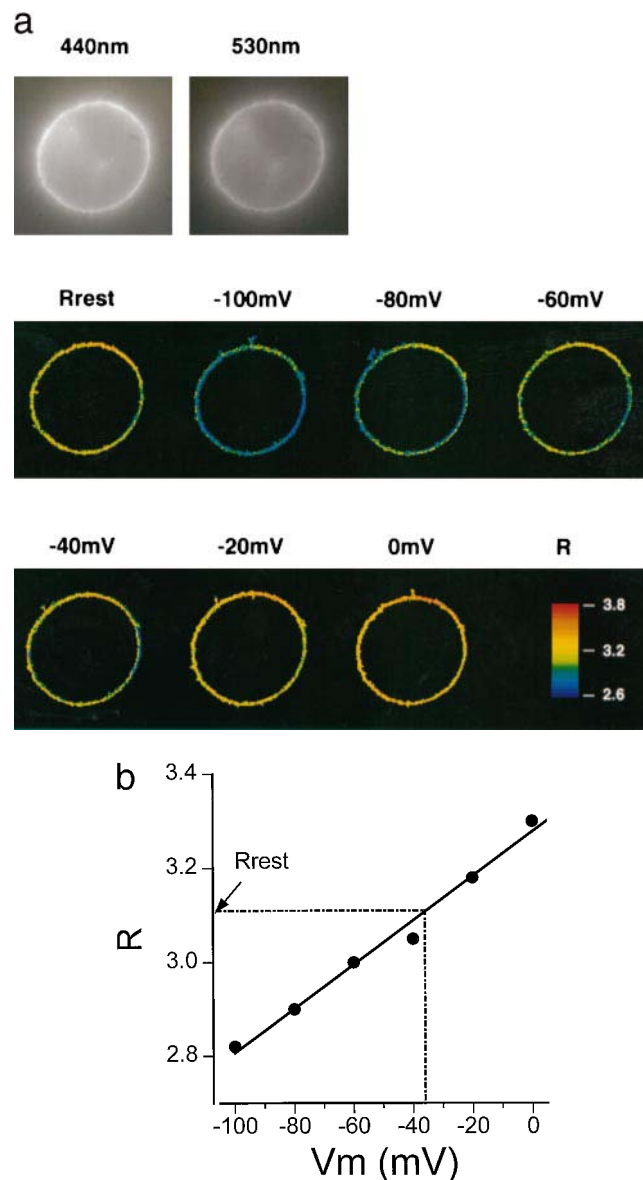 a
440nm 530nm
Rrest -100mV -80mV -60mV
-40mV -20mV 0mV R
3.8
3.2
2.6
b
3.4
3.2
3.0
2.8
Rrest
R
-100 -80 -60 -40 -20 0
Vm (mV)